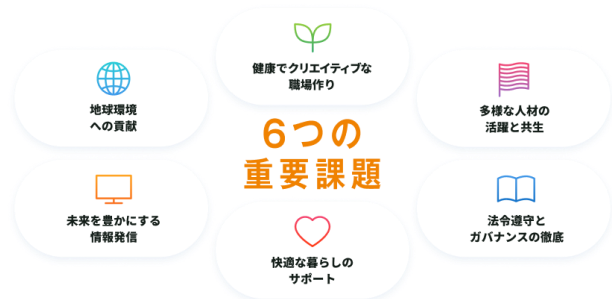 健康でクリエイティブな
職場作り
地球環境
への貢献
多様な人材の
活躍と共生
6つの
重要課題
未来を豊かにする
情報発信
法令遵守と
ガバナンスの徹底
快適な暮らしの
サポート